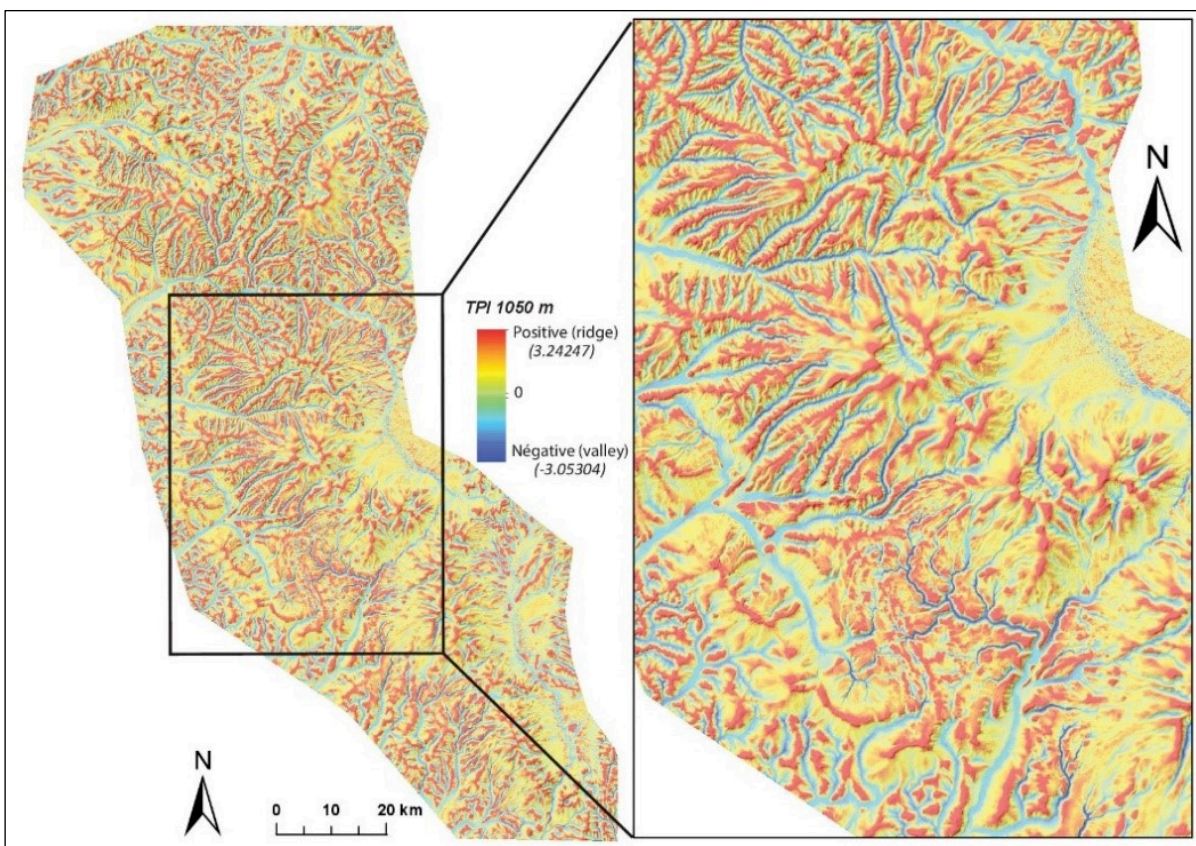 N
TPI 1050 m
Positive (ridge)
(3.24247)
0
Négative (valley)
(-3.05304)
N
0 10 20 km